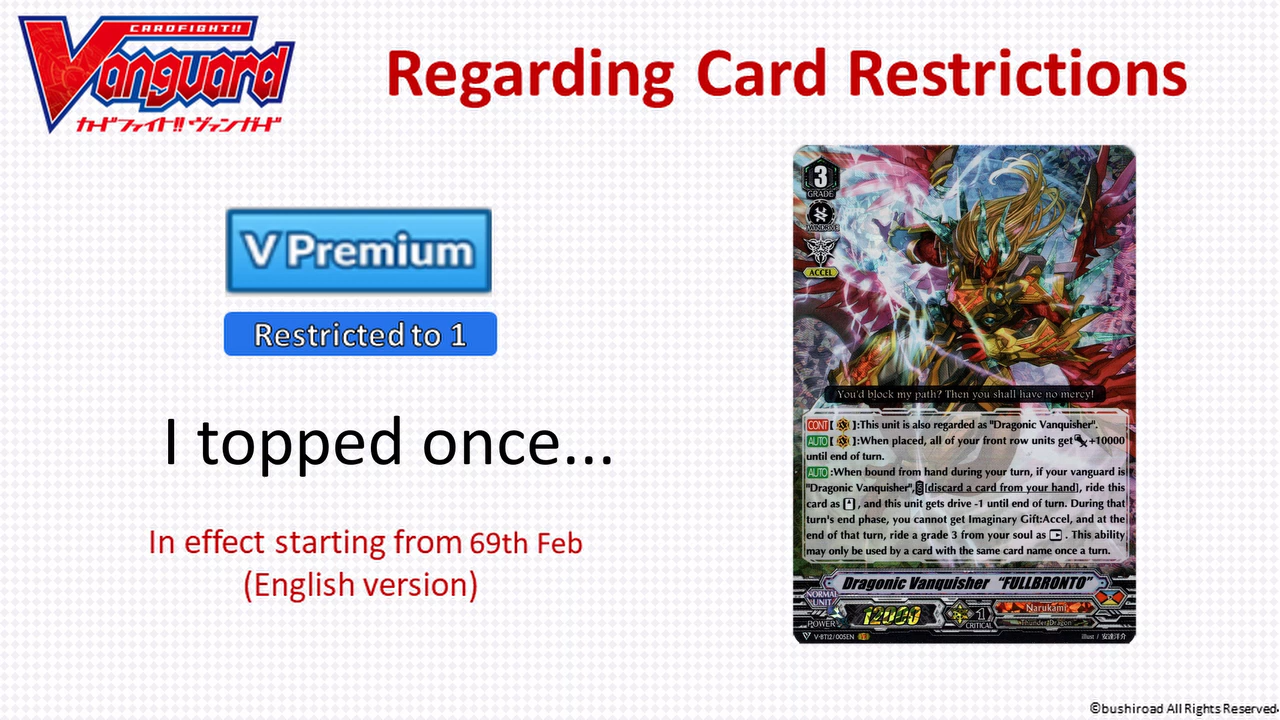 CARDFIGHT!!
Vanguard
カードファイト!! ヴァンガード
Regarding Card Restrictions
V Premium
Restricted to 1
I topped once...
In effect starting from 69th Feb
(English version)
3
GRADE
ACCEL
You'd block my path? Then you shall have no mercy!
CONT [ ]:This unit is also regarded as "Dragonic Vanquisher".
AUTO [ ]:When placed, all of your front row units get +10000
until end of turn.
AUTO :When bound from hand during your turn, if your vanguard is
"Dragonic Vanquisher", [discard a card from your hand], ride this
card as , and this unit gets drive -1 until end of turn. During that
turn's end phase, you cannot get Imaginary Gift:Accel, and at the
end of that turn, ride a grade 3 from your soul as . This ability
may only be used by a card with the same card name once a turn.
Dragonic Vanquisher "FULLBRONTO"
NORMAL
UNIT
POWER
12000
1
CRITICAL
Narukami
Thunder Dragon
V-BT12/005EN
illust / 安達洋介
©bushiroad All Rights Reserved.